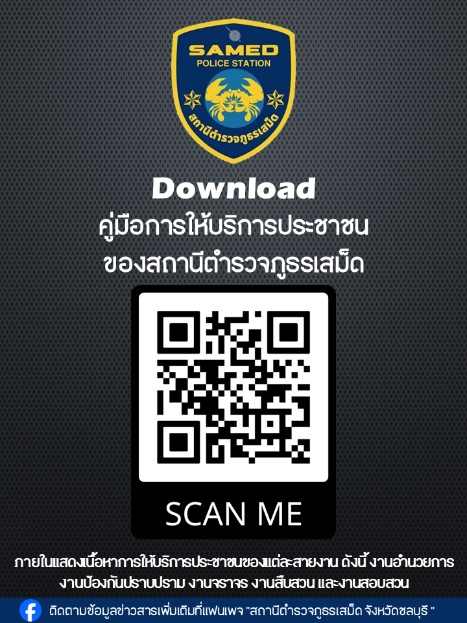 SAMED
POLICE STATION
สถานีตำรวจภูธรเสม็ด
Download
คู่มือการให้บริการประชาชน
ของสถานีตำรวจภูธรเสม็ด
SCAN ME
ภายในแสดงเนื้อหาการให้บริการประชาชนของแต่ละสายงาน ดังนี้ งานอำนวยการ
งานป้องกันปราบปราม งานจราจร งานสืบสวน และงานสอบสวน
ติดตามข้อมูลข่าวสารเพิ่มเติมที่แฟนเพจ "สถานีตำรวจภูธรเสม็ด จังหวัดชลบุรี "